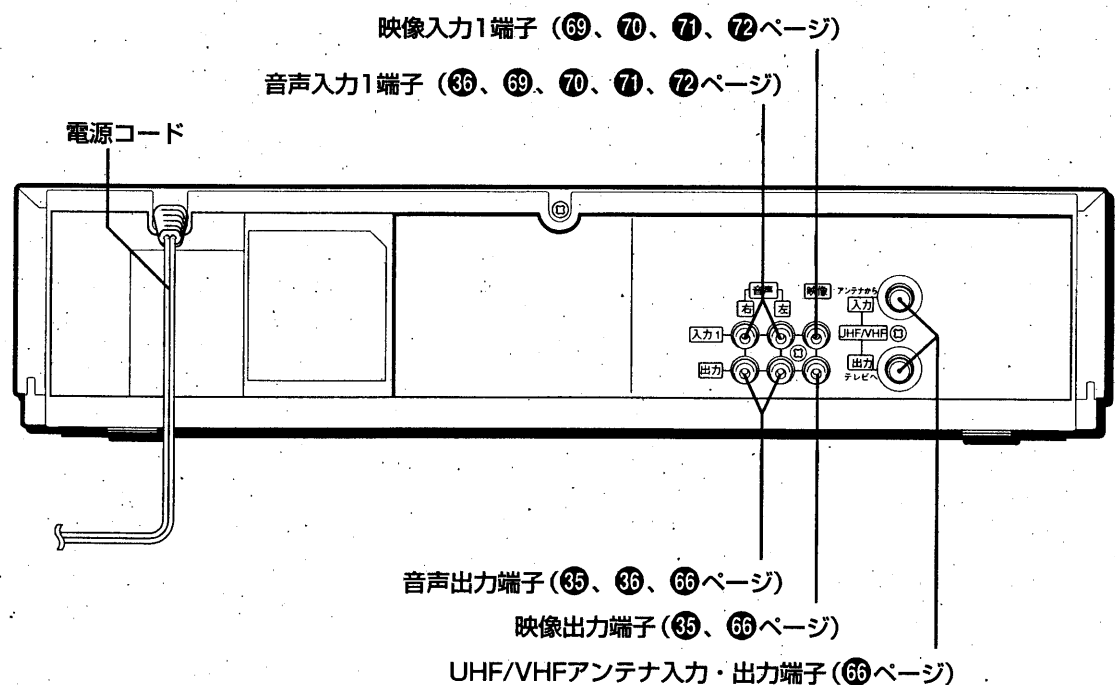 映像入力1端子（69、70、71、72ページ）
音声入力1端子（36、69、70、71、72ページ）
電源コード
音声
映像
アンテナから
右
左
入力
入力1
UHF/VHF
出力
出力
テレビへ
音声出力端子（35、36、66ページ）
映像出力端子（35、66ページ）
UHF/VHFアンテナ入力・出力端子（66ページ）